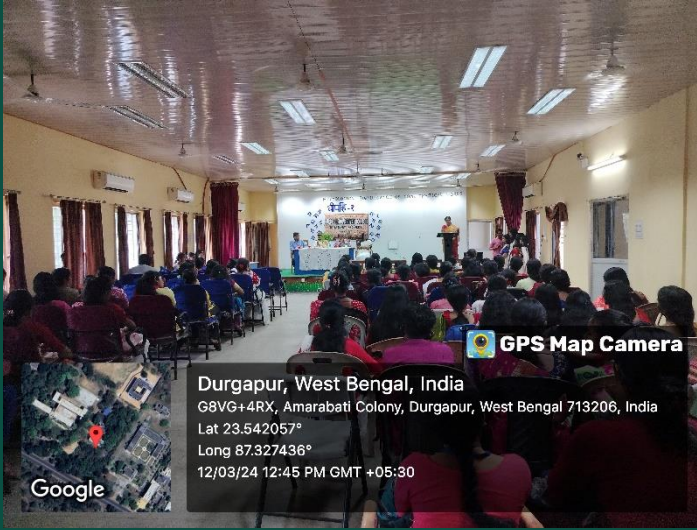 GPS Map Camera
Durgapur, West Bengal, India
G8VG+4RX, Amarabati Colony, Durgapur, West Bengal 713206, India
Lat 23.542057°
Long 87.327436°
12/03/24 12:45 PM GMT +05:30
Google